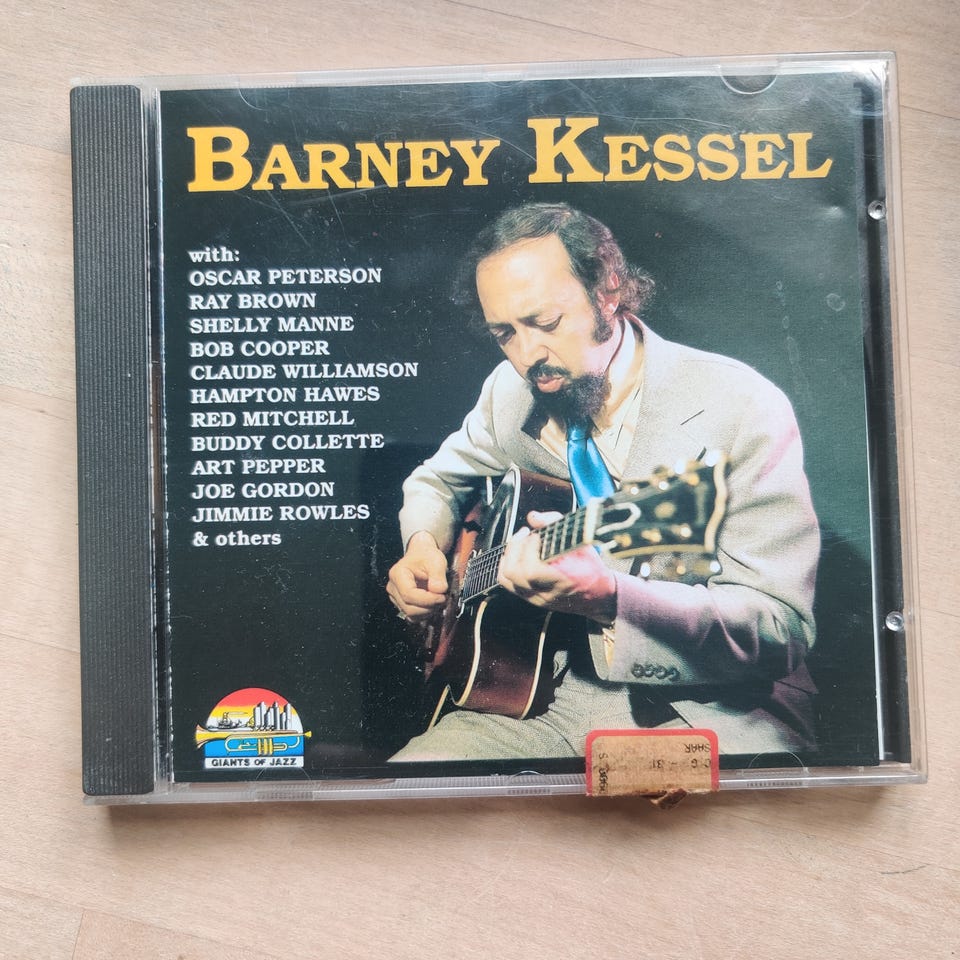 BARNEY KESSEL
with:
OSCAR PETERSON
RAY BROWN
SHELLY MANNE
BOB COOPER
CLAUDE WILLIAMSON
HAMPTON HAWES
RED MITCHELL
BUDDY COLLETTE
ART PEPPER
JOE GORDON
JIMMIE ROWLES
& others
GIANTS OF JAZZ
SAAR